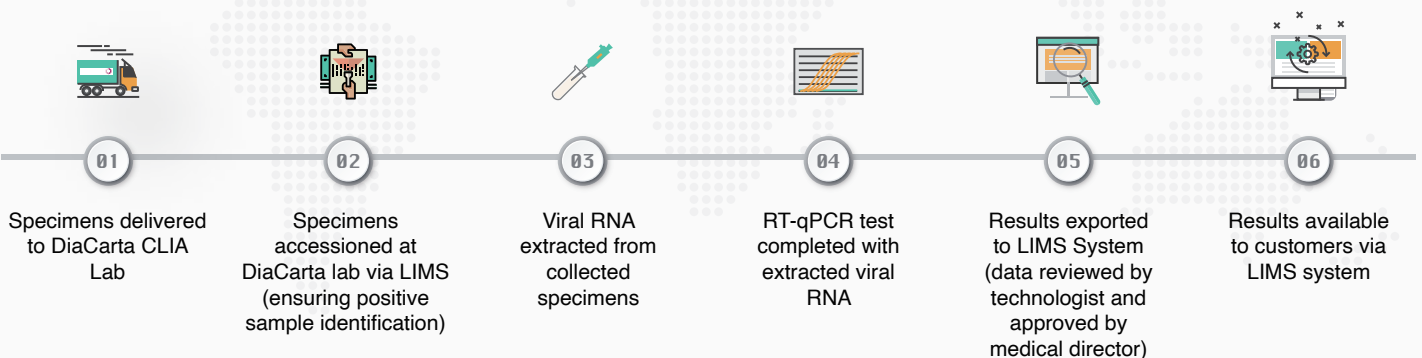 01
Specimens delivered
to DiaCarta CLIA
Lab
02
Specimens
accessioned at
DiaCarta lab via LIMS
(ensuring positive
sample identification)
03
Viral RNA
extracted from
collected
specimens
04
RT-qPCR test
completed with
extracted viral
RNA
05
Results exported
to LIMS System
(data reviewed by
technologist and
approved by
medical director)
06
Results available
to customers via
LIMS system